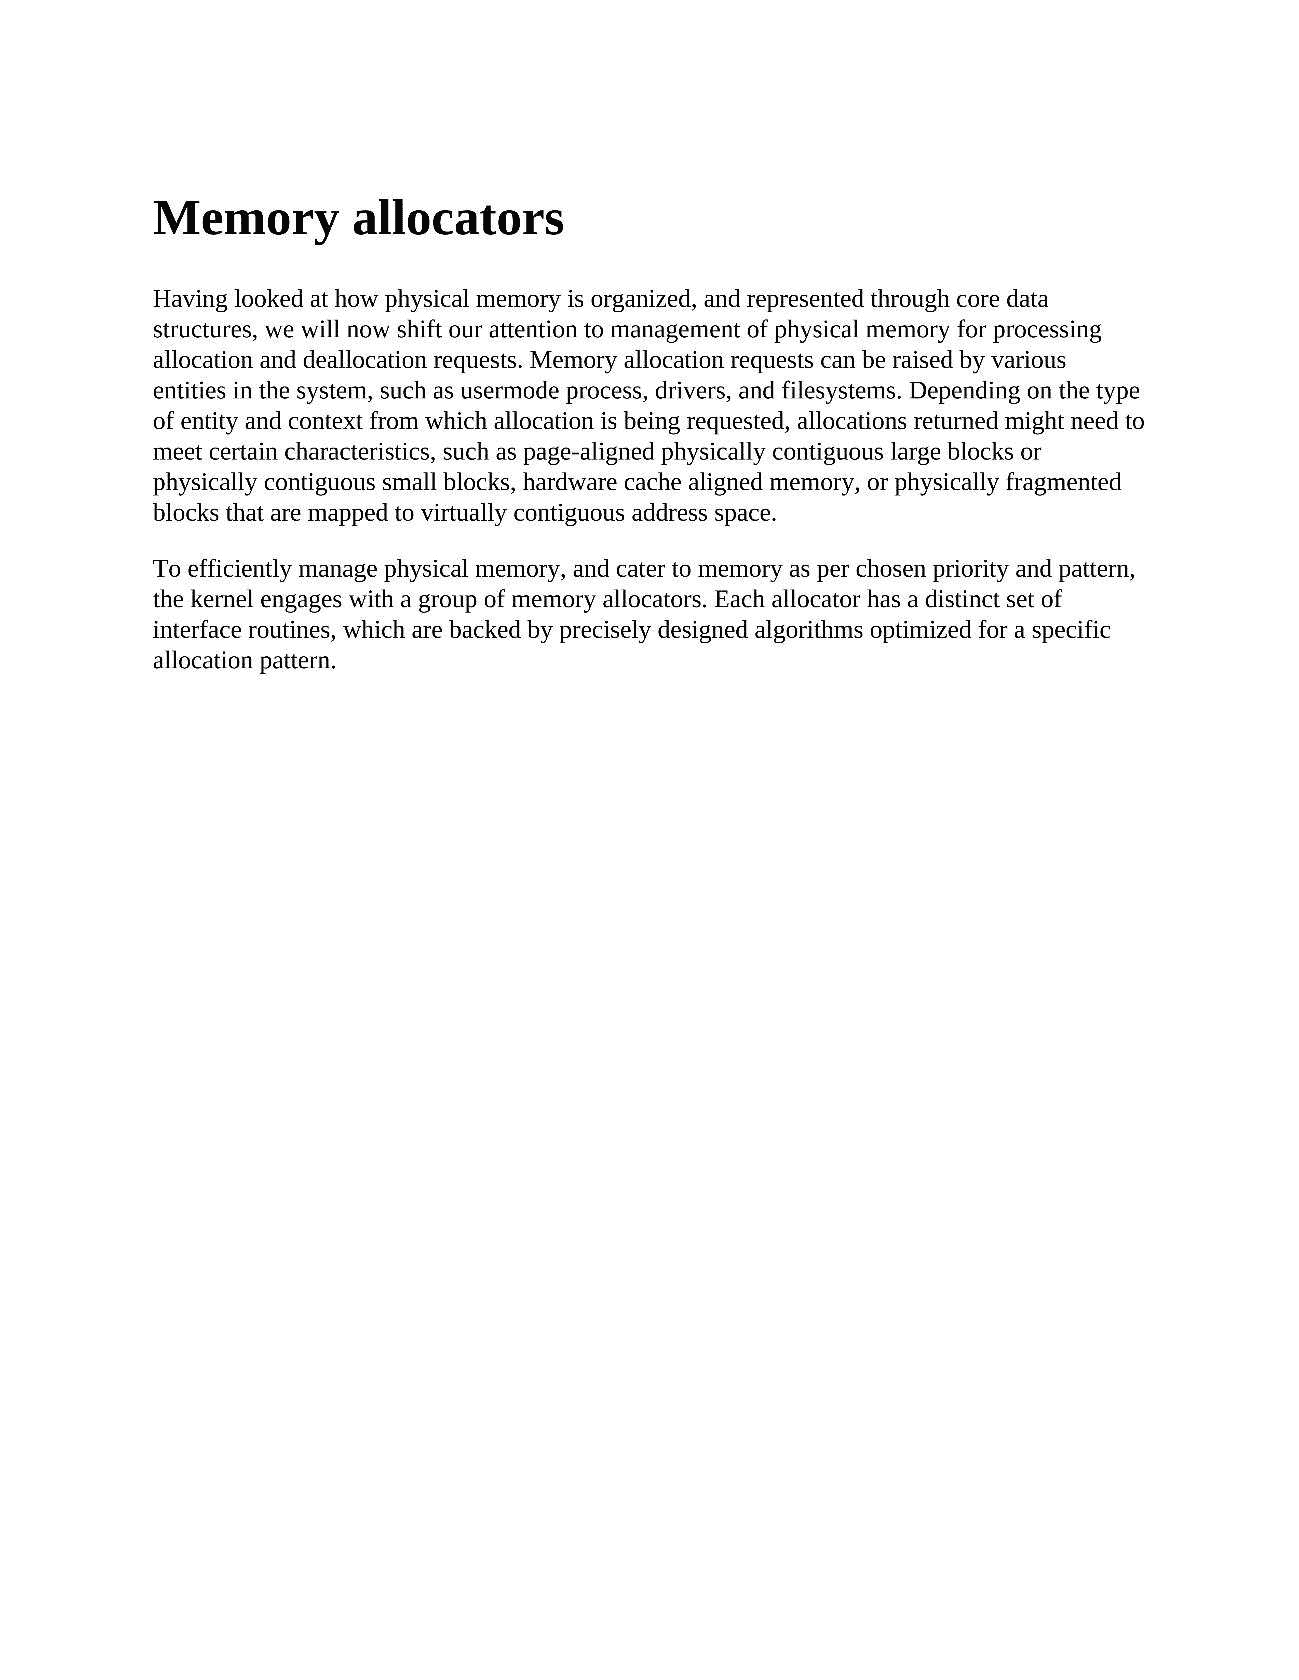 Memory allocators
Having looked at how physical memory is organized, and represented through core data
structures, we will now shift our attention to management of physical memory for processing
allocation and deallocation requests. Memory allocation requests can be raised by various
entities in the system, such as usermode process, drivers, and filesystems. Depending on the type
of entity and context from which allocation is being requested, allocations returned might need to
meet certain characteristics, such as page-aligned physically contiguous large blocks or
physically contiguous small blocks, hardware cache aligned memory, or physically fragmented
blocks that are mapped to virtually contiguous address space.
To efficiently manage physical memory, and cater to memory as per chosen priority and pattern,
the kernel engages with a group of memory allocators. Each allocator has a distinct set of
interface routines, which are backed by precisely designed algorithms optimized for a specific
allocation pattern.